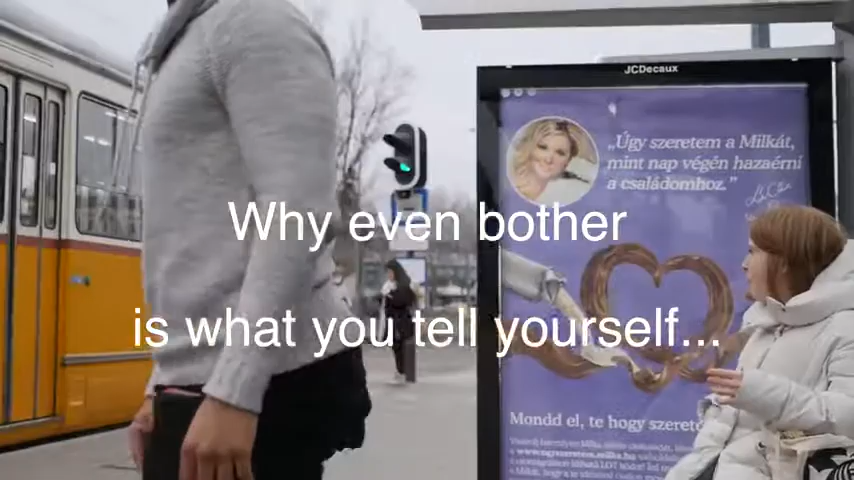 JCDecaux
„Úgy szeretem a Milkát,
mint nap végén hazaérni
a családomhoz.”
Why even bother
is what you tell yourself...
Mondd el, te hogy szereted